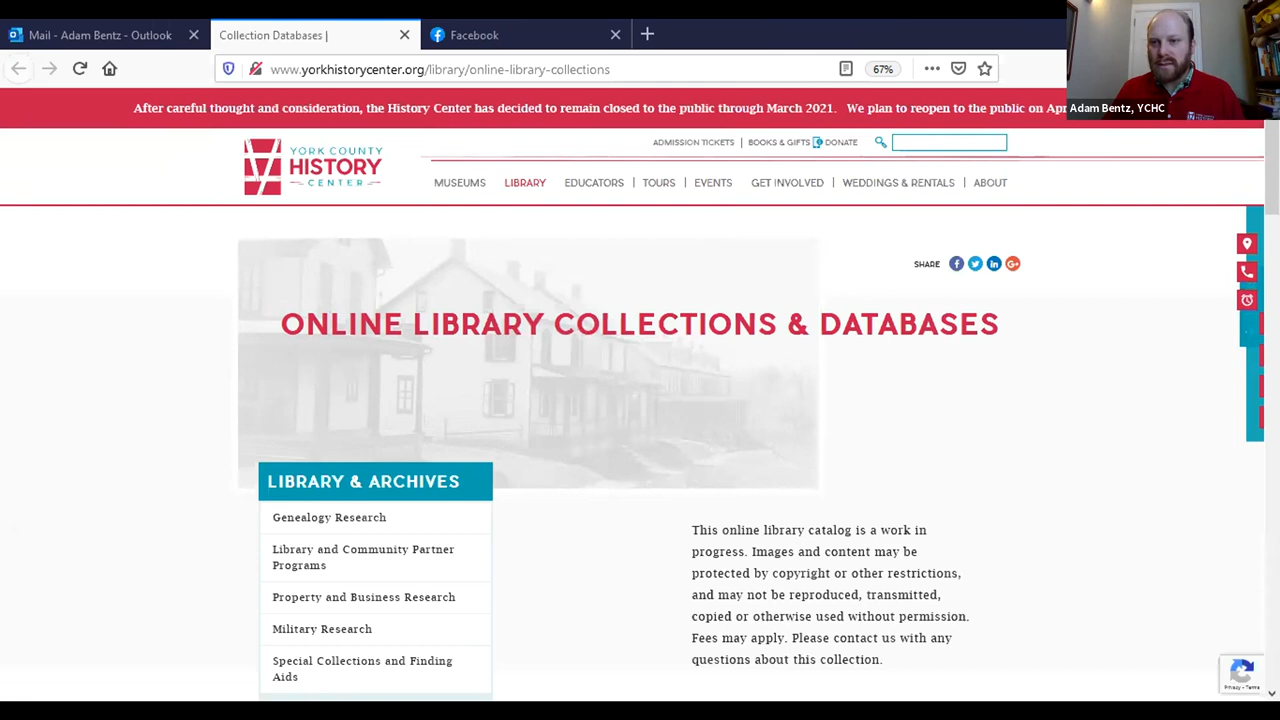 Mail - Adam Bentz - Outlook
Collection Databases |
Facebook
www.yorkhistorycenter.org/library/online-library-collections
67%
After careful thought and consideration, the History Center has decided to remain closed to the public through March 2021. We plan to reopen to the public on
Adam Bentz, YCHC
ADMISSION TICKETS | BOOKS & GIFTS DONATE
YORK COUNTY
HISTORY
CENTER
MUSEUMS LIBRARY EDUCATORS | TOURS | EVENTS GET INVOLVED | WEDDINGS & RENTALS | ABOUT
SHARE
ONLINE LIBRARY COLLECTIONS & DATABASES
LIBRARY & ARCHIVES
Genealogy Research
Library and Community Partner
Programs
Property and Business Research
Military Research
Special Collections and Finding
Aids
This online library catalog is a work in
progress. Images and content may be
protected by copyright or other restrictions,
and may not be reproduced, transmitted,
copied or otherwise used without permission.
Fees may apply. Please contact us with any
questions about this collection.
Privacy - Terms